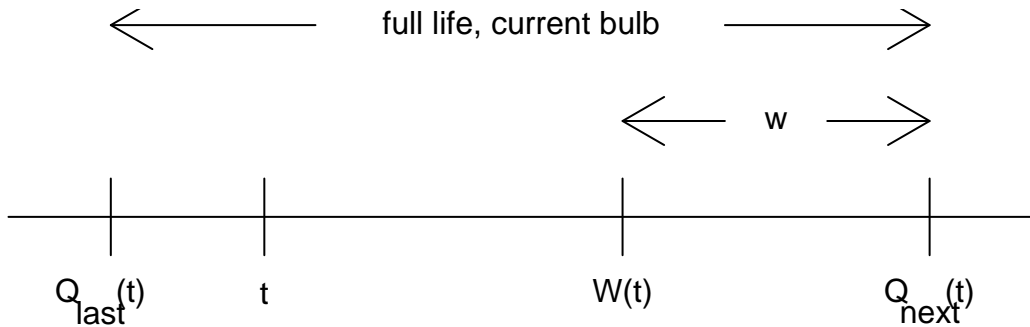 full life, current bulb
w
Q_last(t) t W(t) Q_next(t)